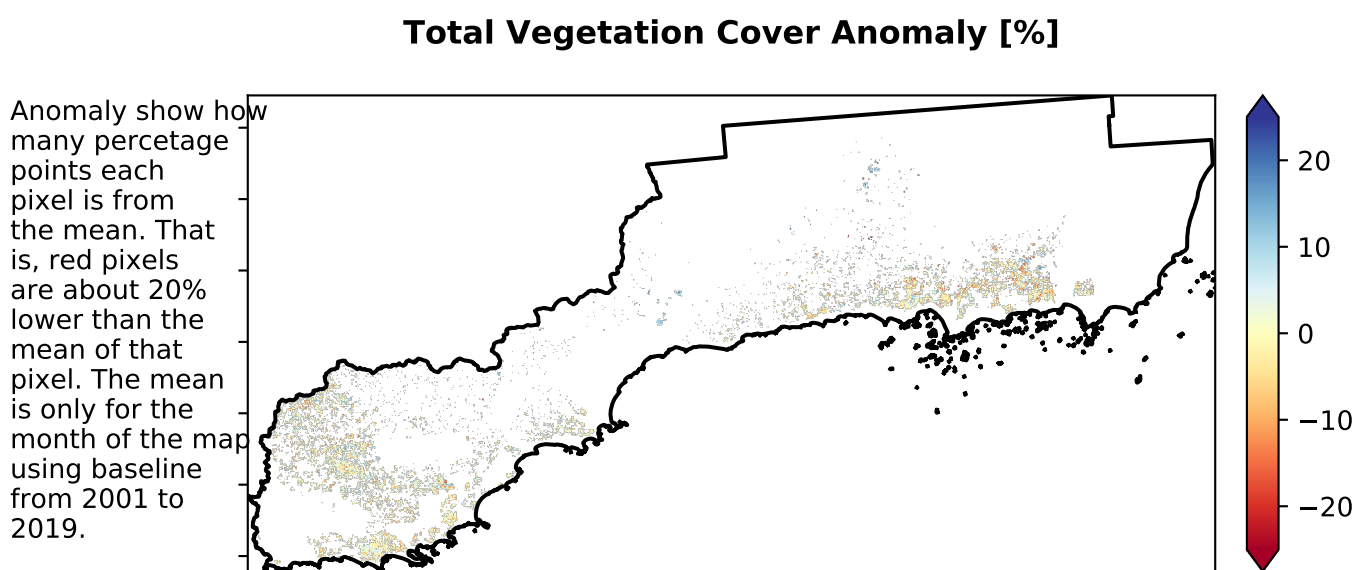 Total Vegetation Cover Anomaly [%]
Anomaly show how
many percetage
points each
pixel is from
the mean. That
is, red pixels
are about 20%
lower than the
mean of that
pixel. The mean
is only for the
month of the map
using baseline
from 2001 to
2019.
20
10
0
−10
−20